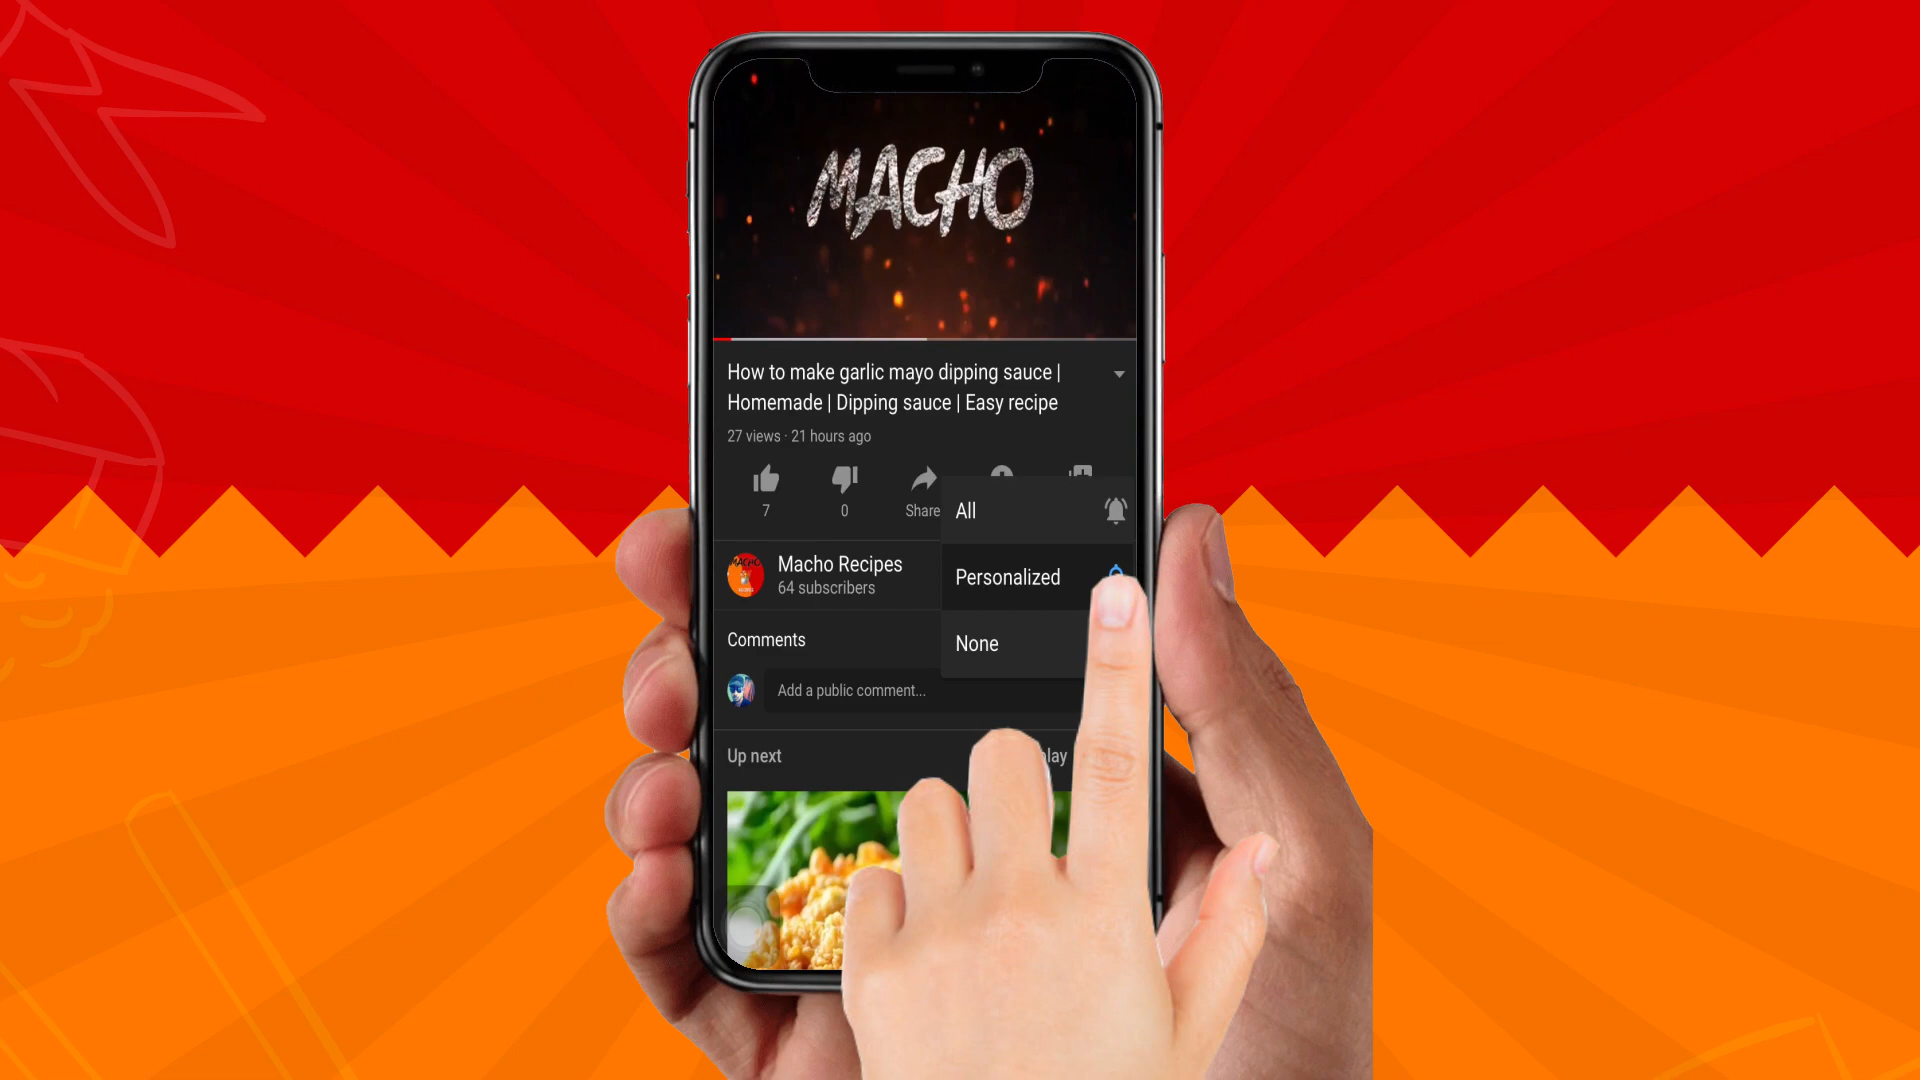 MACHO
How to make garlic mayo dipping sauce |
Homemade | Dipping sauce | Easy recipe
27 views · 21 hours ago
7
0
Share
All
Personalized
None
Macho Recipes
64 subscribers
Comments
Add a public comment...
Up next
MACHO